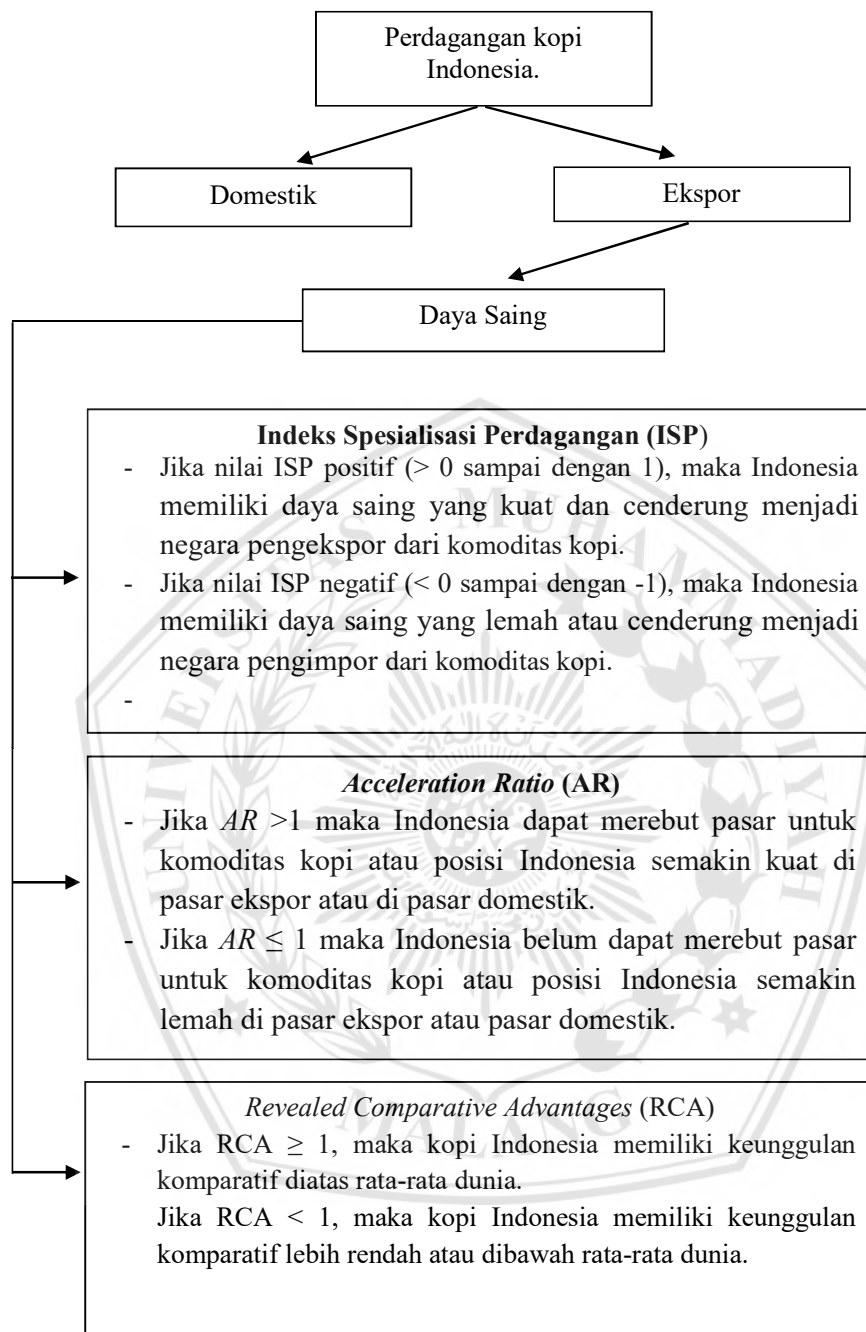 Perdagangan kopi
Indonesia.
Domestik
Ekspor
Daya Saing
Indeks Spesialisasi Perdagangan (ISP)
- Jika nilai ISP positif (> 0 sampai dengan 1), maka Indonesia
memiliki daya saing yang kuat dan cenderung menjadi
negara pengekspor dari komoditas kopi.
- Jika nilai ISP negatif (< 0 sampai dengan -1), maka Indonesia
memiliki daya saing yang lemah atau cenderung menjadi
negara pengimpor dari komoditas kopi.
-
Acceleration Ratio (AR)
- Jika AR >1 maka Indonesia dapat merebut pasar untuk
komoditas kopi atau posisi Indonesia semakin kuat di
pasar ekspor atau di pasar domestik.
- Jika AR ≤ 1 maka Indonesia belum dapat merebut pasar
untuk komoditas kopi atau posisi Indonesia semakin
lemah di pasar ekspor atau pasar domestik.
Revealed Comparative Advantages (RCA)
- Jika RCA ≥ 1, maka kopi Indonesia memiliki keunggulan
komparatif diatas rata-rata dunia.
Jika RCA < 1, maka kopi Indonesia memiliki keunggulan
komparatif lebih rendah atau dibawah rata-rata dunia.
UNIVERSITAS MUHAMMADIYAH
MALANG